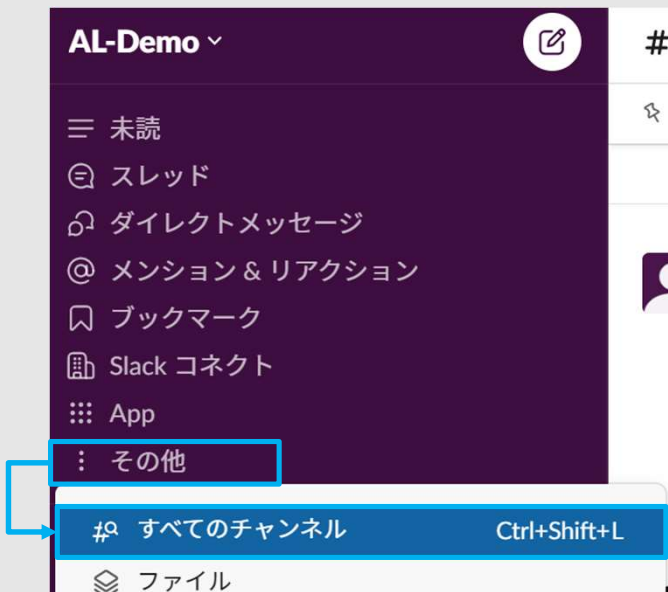 AL-Demo
#
未読
スレッド
ダイレクトメッセージ
メンション & リアクション
ブックマーク
Slack コネクト
App
その他
すべてのチャンネル Ctrl+Shift+L
ファイル